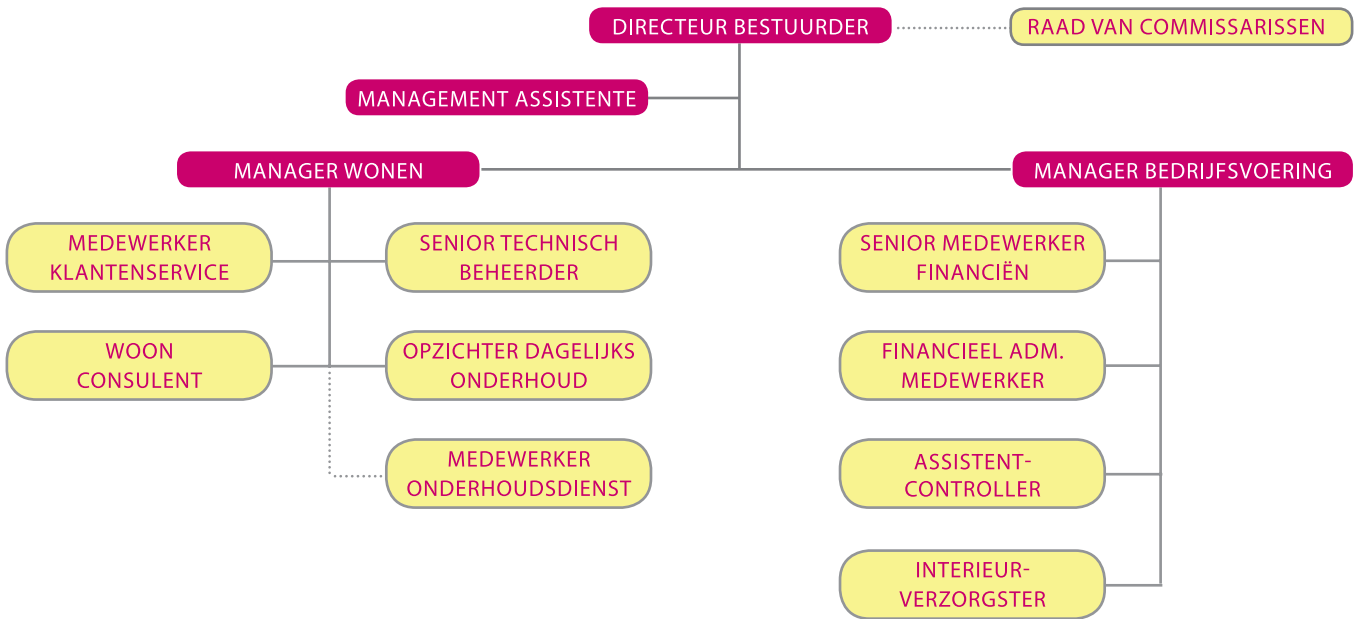 DIRECTEUR BESTUURDER
RAAD VAN COMMISSARISSEN
MANAGEMENT ASSISTENTE
MANAGER WONEN
MANAGER BEDRIJFSVOERING
MEDEWERKER
KLANTENSERVICE
SENIOR TECHNISCH
BEHEERDER
SENIOR MEDEWERKER
FINANCIËN
WOON
CONSULENT
OPZICHTER DAGELIJKS
ONDERHOUD
FINANCIEEL ADM.
MEDEWERKER
MEDEWERKER
ONDERHOUDSDIENST
ASSISTENT-
CONTROLLER
INTERIEUR-
VERZORGSTER